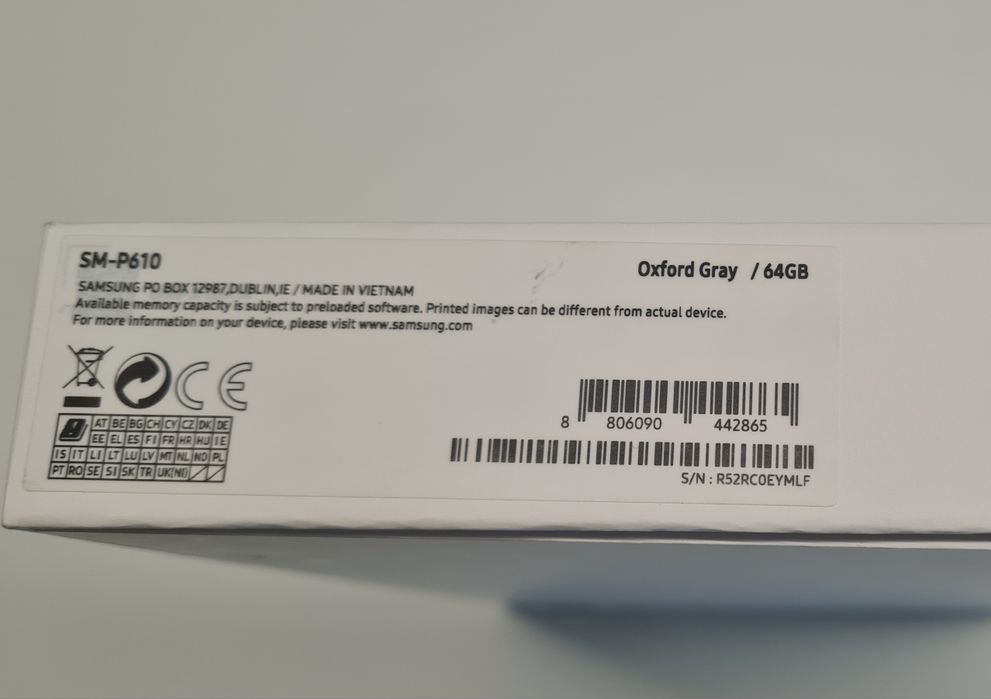 SM-P610
Oxford Gray / 64GB
SAMSUNG PO BOX 12987,DUBLIN,IE / MADE IN VIETNAM
Available memory capacity is subject to preloaded software. Printed images can be different from actual device.
For more information on your device, please visit www.samsung.com
CE
AT BE BG CH CY CZ DK DE
EE EL ES FI FR HR HU IE
IS IT LI LT LU LV MT NL NO PL
PT RO SE SI SK TR UK(NI)
8 806090 442865
S/N : R52RC0EYMLF